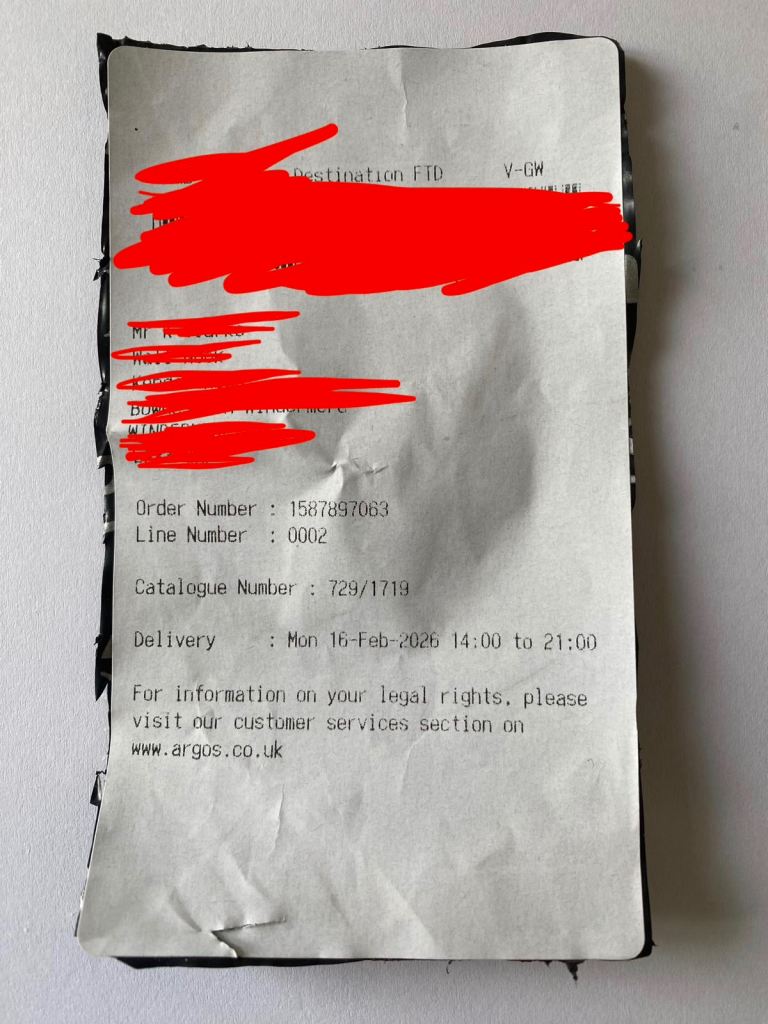 Destination FTD V-GW
Mr
Order Number : 1587897063
Line Number : 0002
Catalogue Number : 729/1719
Delivery : Mon 16-Feb-2026 14:00 to 21:00
For information on your legal rights, please
visit our customer services section on
www.argos.co.uk